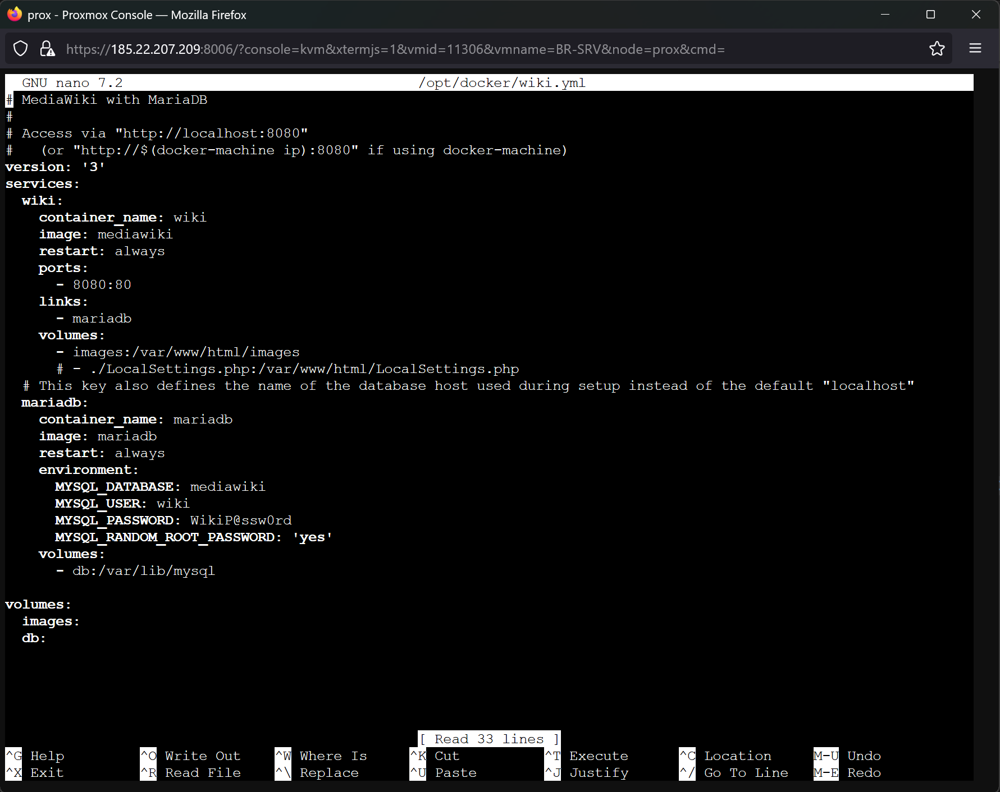 prox - Proxmox Console — Mozilla Firefox
https://185.22.207.209:8006/?console=kvm&xtermjs=1&vmid=11306&vmname=BR-SRV&node=prox&cmd=
GNU nano 7.2 /opt/docker/wiki.yml
# MediaWiki with MariaDB
#
# Access via "http://localhost:8080"
#   (or "http://$(docker-machine ip):8080" if using docker-machine)
version: '3'
services:
  wiki:
    container_name: wiki
    image: mediawiki
    restart: always
    ports:
      - 8080:80
    links:
      - mariadb
    volumes:
      - images:/var/www/html/images
      # - ./LocalSettings.php:/var/www/html/LocalSettings.php
  # This key also defines the name of the database host used during setup instead of the default "localhost"
  mariadb:
    container_name: mariadb
    image: mariadb
    restart: always
    environment:
      MYSQL_DATABASE: mediawiki
      MYSQL_USER: wiki
      MYSQL_PASSWORD: WikiP@ssw0rd
      MYSQL_RANDOM_ROOT_PASSWORD: 'yes'
    volumes:
      - db:/var/lib/mysql
volumes:
  images:
  db:
[ Read 33 lines ]
^G Help ^O Write Out ^W Where Is ^K Cut ^T Execute ^C Location M-U Undo
^X Exit ^R Read File ^\ Replace ^U Paste ^J Justify ^/ Go To Line M-E Redo